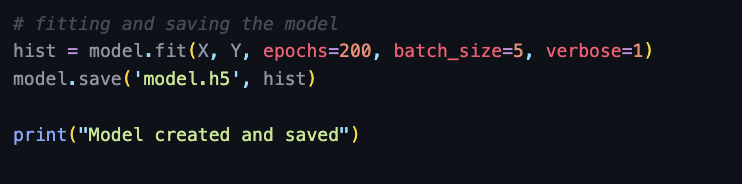 # fitting and saving the model
hist = model.fit(X, Y, epochs=200, batch_size=5, verbose=1)
model.save('model.h5', hist)
print("Model created and saved")